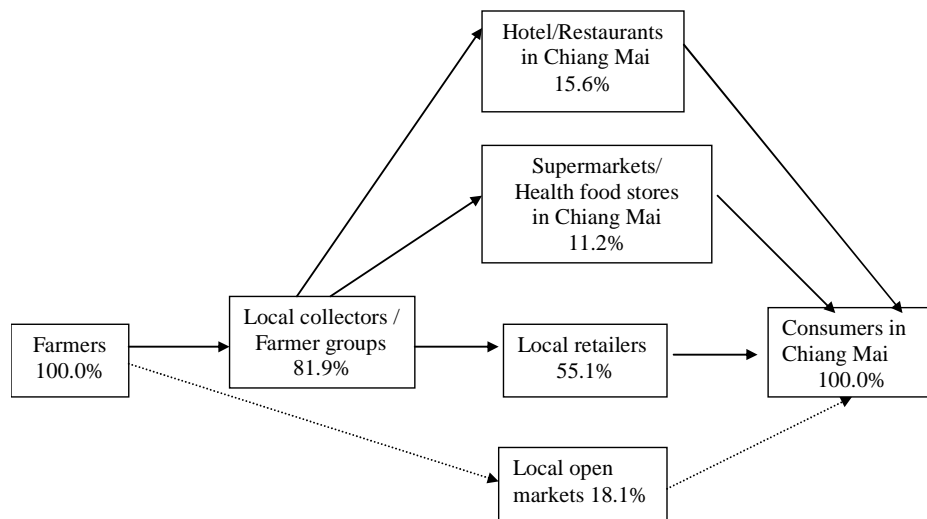 Hotel/Restaurants
in Chiang Mai
15.6%
Supermarkets/
Health food stores
in Chiang Mai
11.2%
Farmers
100.0%
Local collectors /
Farmer groups
81.9%
Local retailers
55.1%
Consumers in
Chiang Mai
100.0%
Local open
markets 18.1%